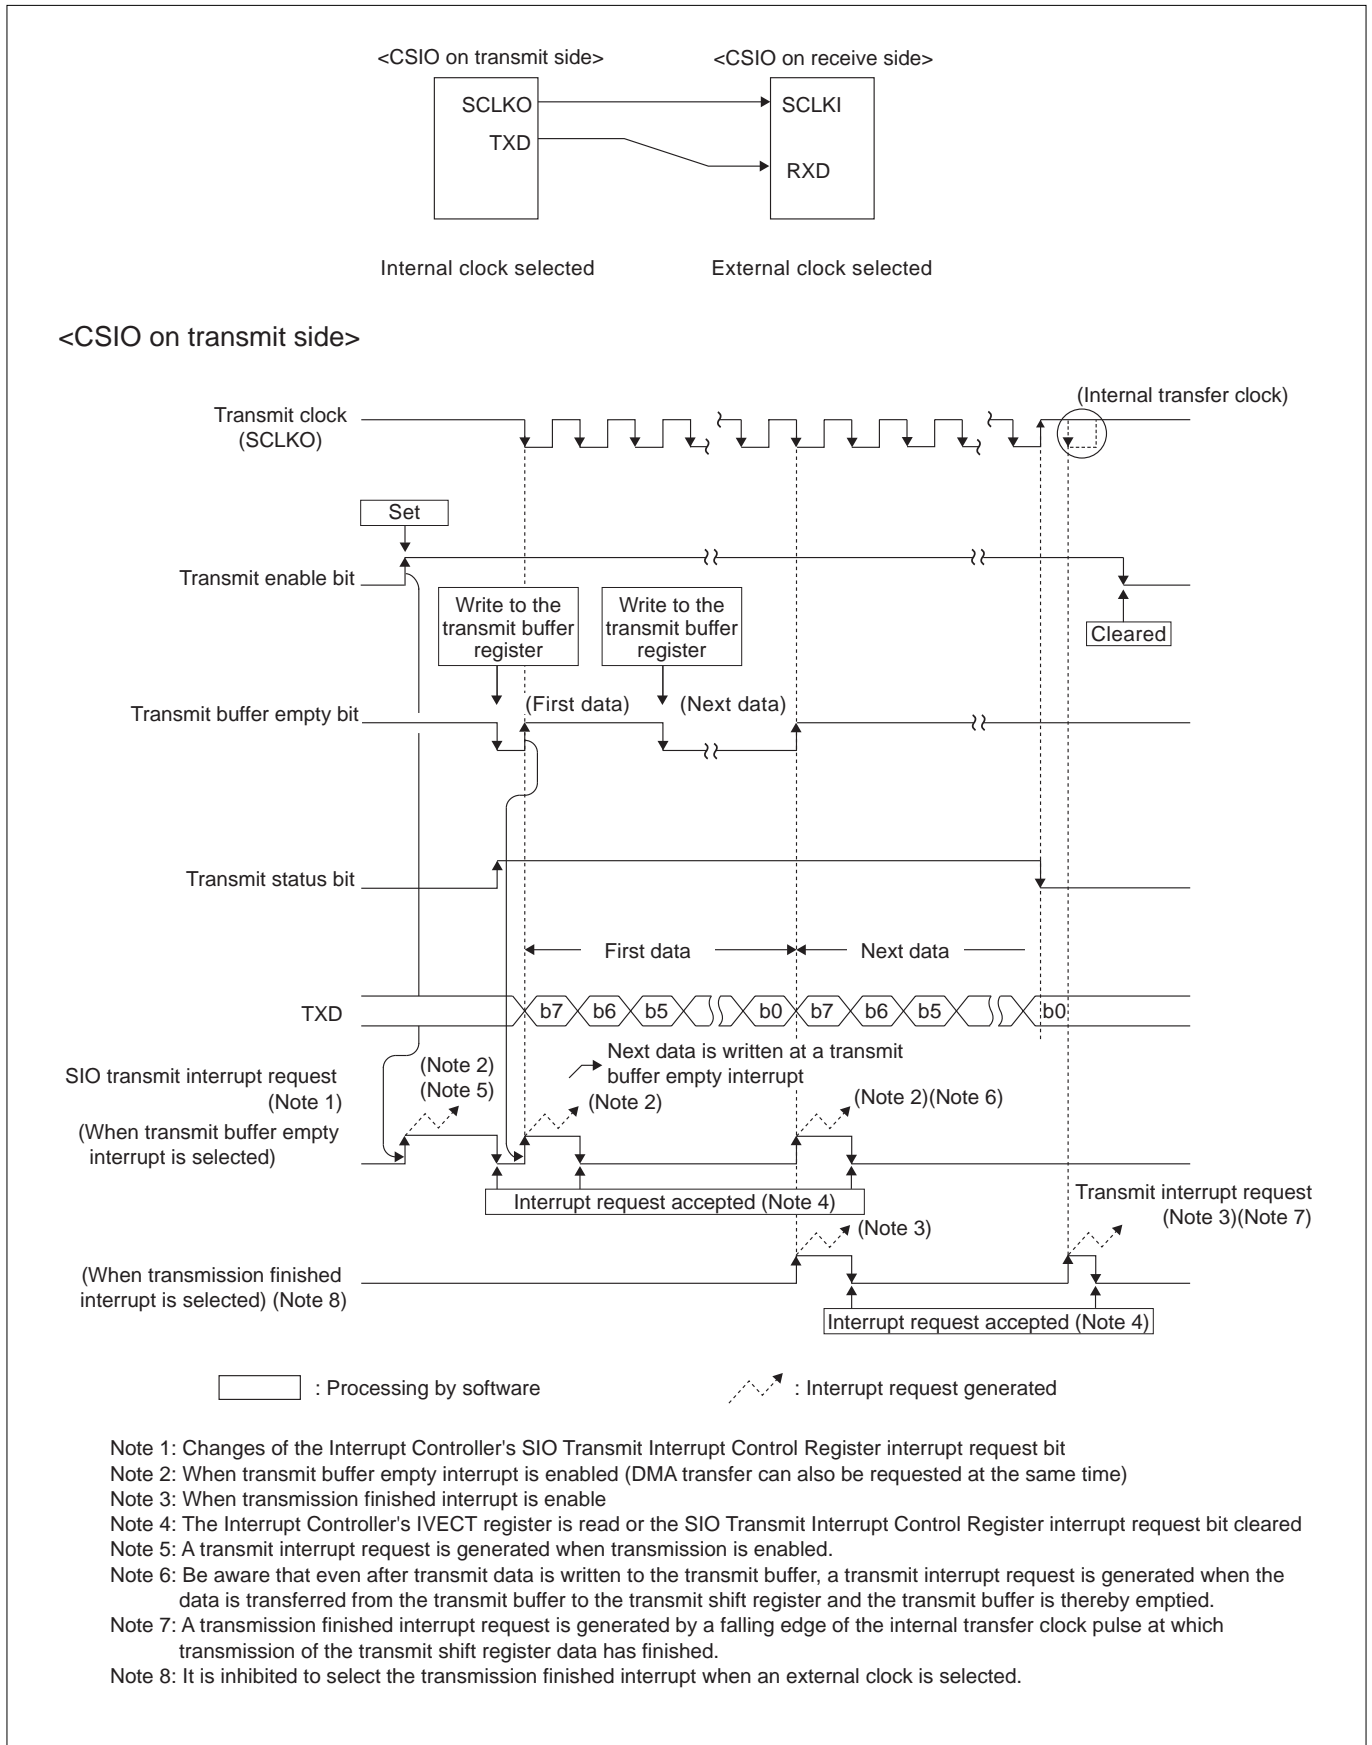 <CSIO on transmit side>
<CSIO on receive side>
SCLKO
SCLKI
TXD
RXD
Internal clock selected
External clock selected
<CSIO on transmit side>
(Internal transfer clock)
Transmit clock
(SCLKO)
Set
Transmit enable bit
Write to the
transmit buffer
register
Write to the
transmit buffer
register
Cleared
(First data)
(Next data)
Transmit buffer empty bit
Transmit status bit
First data
Next data
TXD
b7
b6
b5
b0
b7
b6
b5
b0
Next data is written at a transmit
buffer empty interrupt
SIO transmit interrupt request
(Note 1)
(Note 2)
(Note 5)
(Note 2)
(Note 2)(Note 6)
(When transmit buffer empty
interrupt is selected)
Interrupt request accepted (Note 4)
Transmit interrupt request
(Note 3)(Note 7)
(Note 3)
(When transmission finished
interrupt is selected) (Note 8)
Interrupt request accepted (Note 4)
: Processing by software
: Interrupt request generated
Note 1: Changes of the Interrupt Controller's SIO Transmit Interrupt Control Register interrupt request bit
Note 2: When transmit buffer empty interrupt is enabled (DMA transfer can also be requested at the same time)
Note 3: When transmission finished interrupt is enable
Note 4: The Interrupt Controller's IVECT register is read or the SIO Transmit Interrupt Control Register interrupt request bit cleared
Note 5: A transmit interrupt request is generated when transmission is enabled.
Note 6: Be aware that even after transmit data is written to the transmit buffer, a transmit interrupt request is generated when the
data is transferred from the transmit buffer to the transmit shift register and the transmit buffer is thereby emptied.
Note 7: A transmission finished interrupt request is generated by a falling edge of the internal transfer clock pulse at which
transmission of the transmit shift register data has finished.
Note 8: It is inhibited to select the transmission finished interrupt when an external clock is selected.